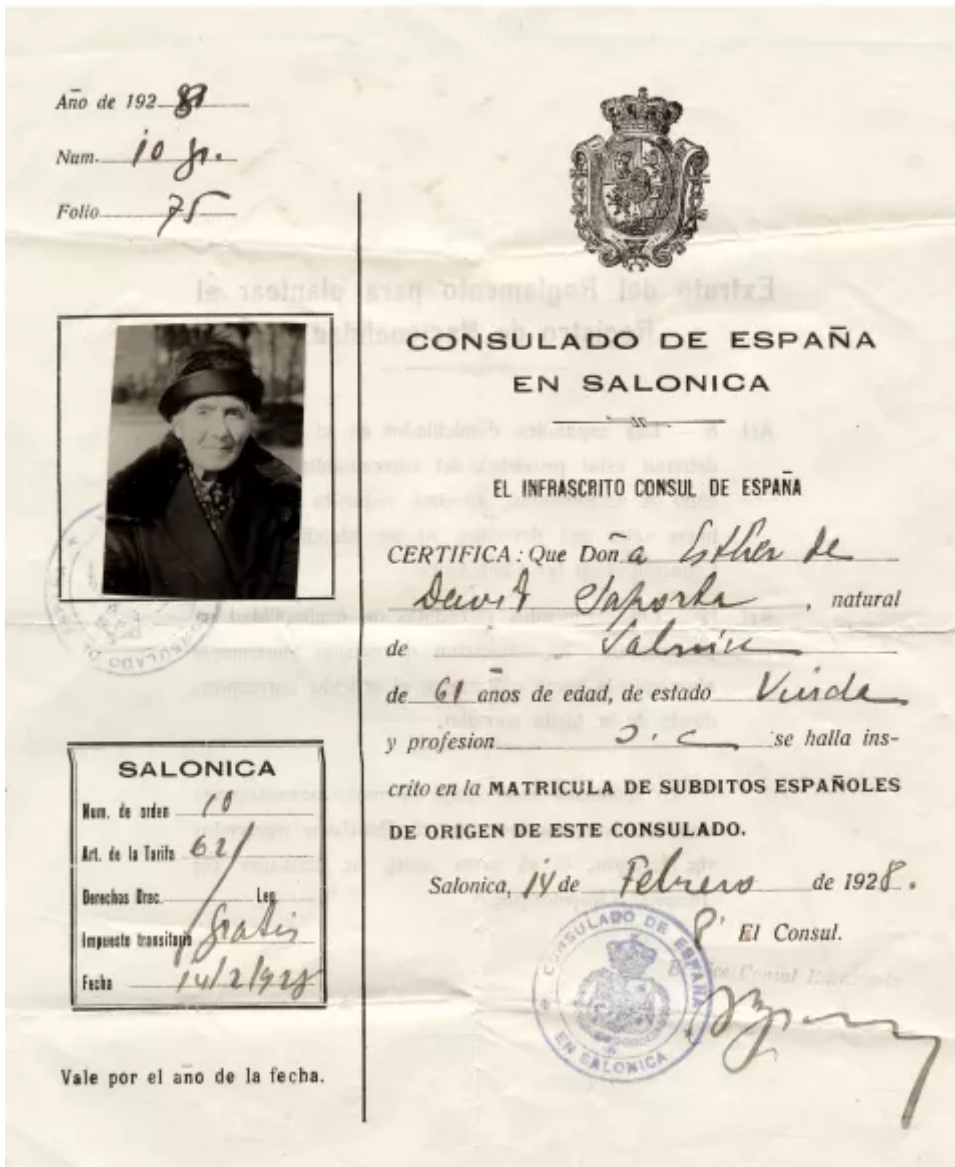 Año de 1928
Num. 10 gr.
Folio 75
CONSULADO DE ESPAÑA
EN SALONICA
EL INFRASCRITO CONSUL DE ESPAÑA
CERTIFICA : Que Doña Esther de
David Saporta, natural
de Salonica
de 61 años de edad, de estado Viuda
y profesion se halla ins-
crito en la MATRICULA DE SUBDITOS ESPAÑOLES
DE ORIGEN DE ESTE CONSULADO.
Salonica, 14 de Febrero de 1928.
El Consul.
CONSULADO DE ESPAÑA
EN SALONICA
SALONICA
Num. de orden 10
Art. de la Tarifa 62
Derechos Drac. Lep
Impuesto transitorio gratis
Fecha 14/2/1928
Vale por el año de la fecha.